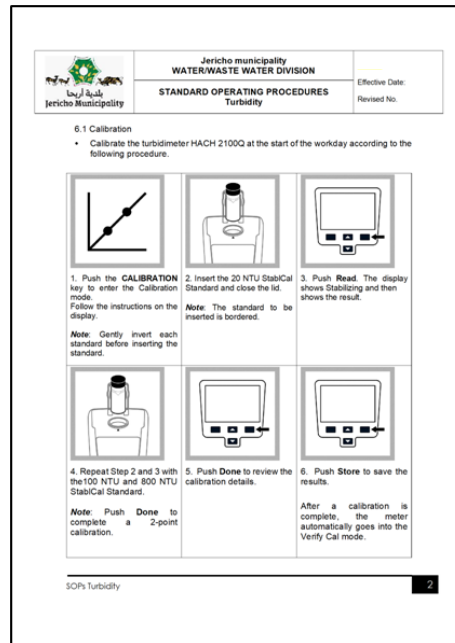 Jericho municipality
WATER/WASTE WATER DIVISION
STANDARD OPERATING PROCEDURES
Turbidity
Effective Date:
Revised No.
بلدية أريحا
Jericho Municipality
6.1 Calibration
• Calibrate the turbidimeter HACH 2100Q at the start of the workday according to the
following procedure.
1. Push the CALIBRATION
key to enter the Calibration
mode.
Follow the instructions on the
display.
Note: Gently invert each
standard before inserting the
standard.
2. Insert the 20 NTU StablCal
Standard and close the lid.
Note: The standard to be
inserted is bordered.
3. Push Read. The display
shows Stabilizing and then
shows the result.
4. Repeat Step 2 and 3 with
the100 NTU and 800 NTU
StablCal Standard.
Note: Push Done to
complete a 2-point
calibration.
5. Push Done to review the
calibration details.
6. Push Store to save the
results.
After a calibration is
complete, the meter
automatically goes into the
Verify Cal mode.
SOPs Turbidity
2